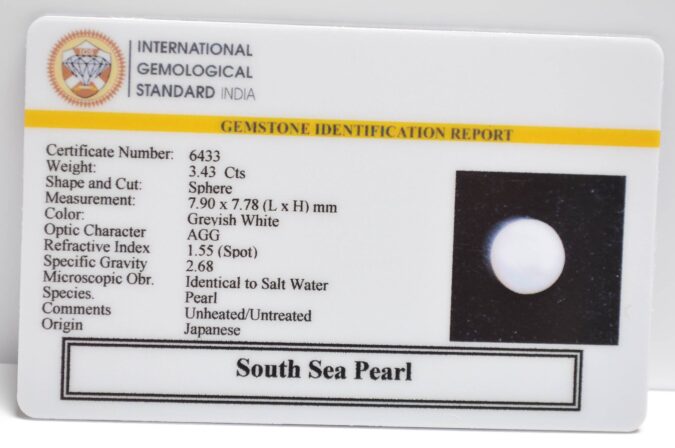 IGS
INTERNATIONAL
GEMOLOGICAL
STANDARD INDIA
GEMSTONE IDENTIFICATION REPORT
Certificate Number: 6433
Weight: 3.43 Cts
Shape and Cut: Sphere
Measurement: 7.90 x 7.78 (L x H) mm
Color: Greyish White
Optic Character AGG
Refractive Index 1.55 (Spot)
Specific Gravity 2.68
Microscopic Obr. Identical to Salt Water
Species. Pearl
Comments Unheated/Untreated
Origin Japanese
South Sea Pearl